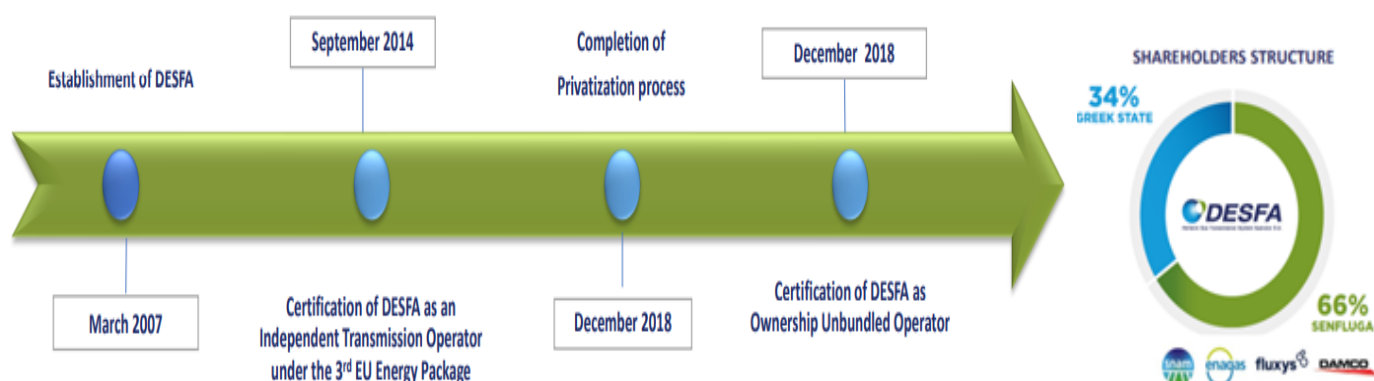 Establishment of DESFA
March 2007
September 2014
Certification of DESFA as an
Independent Transmission Operator
under the 3rd EU Energy Package
Completion of
Privatization process
December 2018
December 2018
Certification of DESFA as
Ownership Unbundled Operator
SHAREHOLDERS STRUCTURE
34%
GREEK STATE
DESFA
66%
SENFLUGA
snam
enagas
fluxys
DAMCO